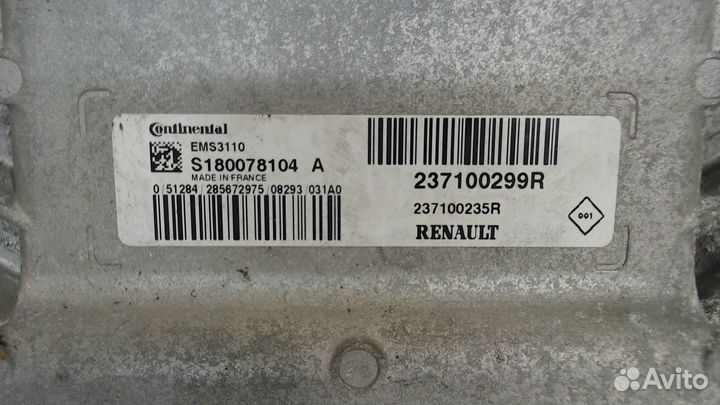 Continental
EMS3110
S180078104 A
MADE IN FRANCE
0 / 51284 / 285672975 / 08293 / 031A0
237100299R
237100235R
RENAULT
001
Avito